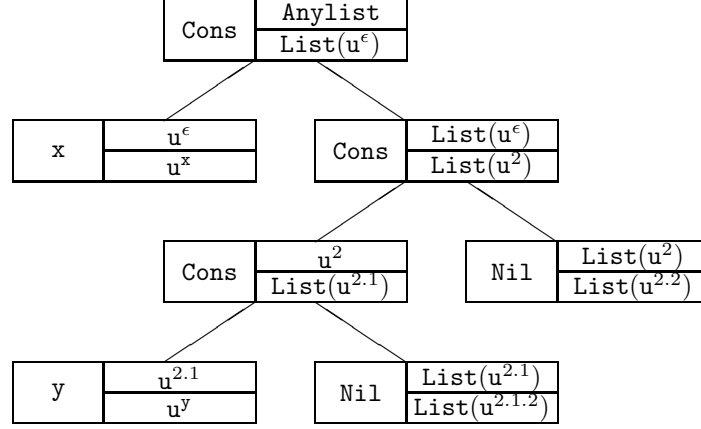 Cons Anylist List(u^ϵ)
x u^ϵ u^x
Cons List(u^ϵ) List(u^2)
Cons u^2 List(u^2.1)
Nil List(u^2) List(u^2.2)
y u^2.1 u^y
Nil List(u^2.1) List(u^2.1.2)